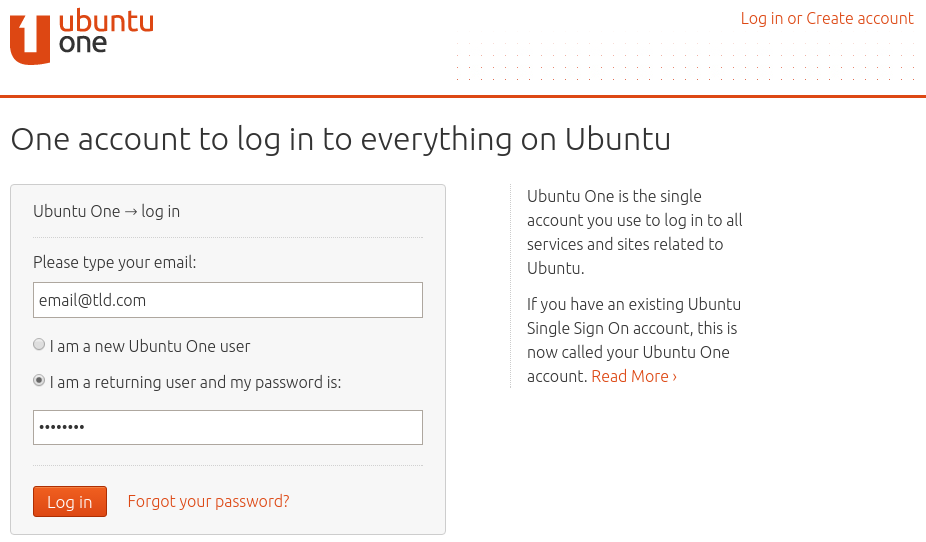 ubuntu
one
Log in or Create account
One account to log in to everything on Ubuntu
Ubuntu One → log in
Please type your email:
email@tld.com
I am a new Ubuntu One user
I am a returning user and my password is:
••••••••
Log in
Forgot your password?
Ubuntu One is the single
account you use to log in to all
services and sites related to
Ubuntu.
If you have an existing Ubuntu
Single Sign On account, this is
now called your Ubuntu One
account. Read More ›